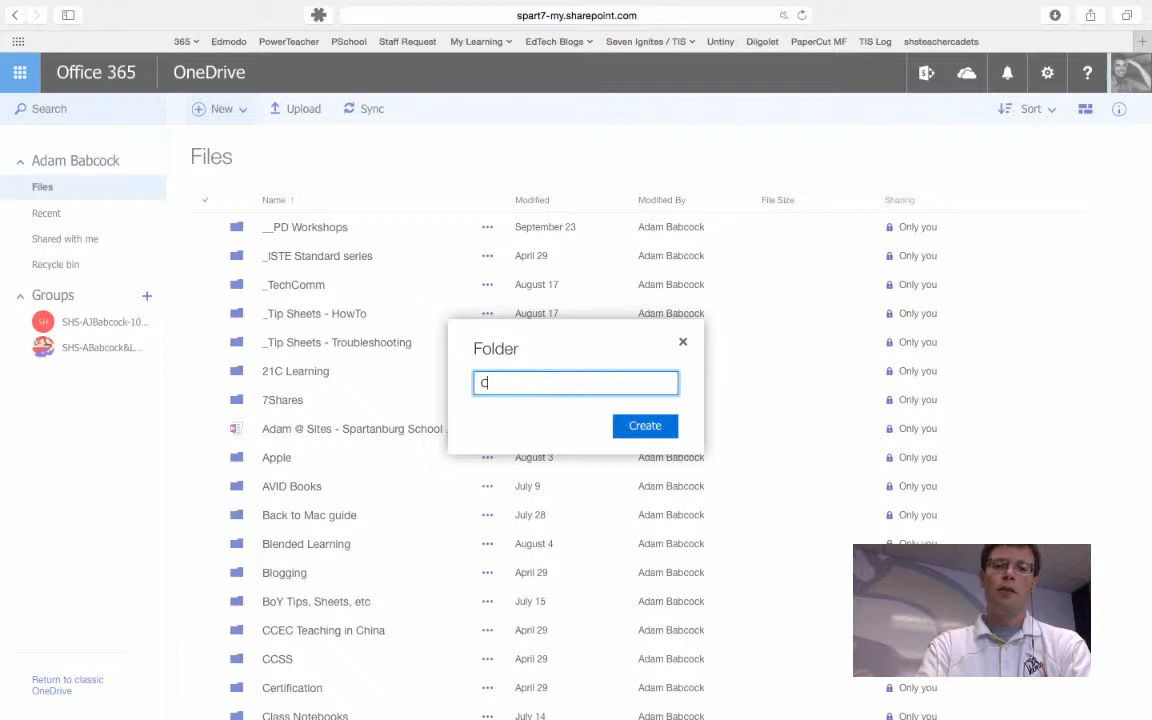 spart7-my.sharepoint.com
365 Edmodo PowerTeacher PSchool Staff Request My Learning EdTech Blogs Seven Ignites / TIS Untiny Diigolet PaperCut MF TIS Log shsteachercadets
Office 365 OneDrive ?
Search New Upload Sync Sort
Adam Babcock
Files
Recent
Shared with me
Recycle bin
Groups
SH SHS-AJBabcock-10...
SHS-ABabcock&L...
Return to classic
OneDrive
Files
Name Modified Modified By File Size Sharing
__PD Workshops ... September 23 Adam Babcock Only you
_ISTE Standard series ... April 29 Adam Babcock Only you
_TechComm ... August 17 Adam Babcock Only you
_Tip Sheets - HowTo ... August 17 Adam Babcock Only you
_Tip Sheets - Troubleshooting Only you
21C Learning Only you
7Shares Only you
Adam @ Sites - Spartanburg School Only you
Apple ... August 3 Adam Babcock Only you
AVID Books ... July 9 Adam Babcock Only you
Back to Mac guide ... July 28 Adam Babcock Only you
Blended Learning ... August 4 Adam Babcock Only you
Blogging ... April 29 Adam Babcock
BoY Tips, Sheets, etc ... July 15 Adam Babcock
CCEC Teaching in China ... April 29 Adam Babcock
CCSS ... April 29 Adam Babcock
Certification ... April 29 Adam Babcock Only you
Class Notebooks ... July 14 Adam Babcock Only you
Folder
C
Create